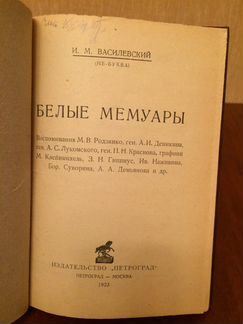 И. М. ВАСИЛЕВСКИЙ
(НЕ-БУКВА)
БЕЛЫЕ МЕМУАРЫ
Воспоминания М. В. Родзянко, ген. А. И. Деникина,
ген. А. С. Лукомского, ген. П. Н. Краснова, графини
М. Клейнмихель, З. Н. Гиппиус, Ив. Наживина,
Бор. Суворина, А. А. Демьянова и др.
ИЗДАТЕЛЬСТВО „ПЕТРОГРАД“
ПЕТРОГРАД — МОСКВА
1923